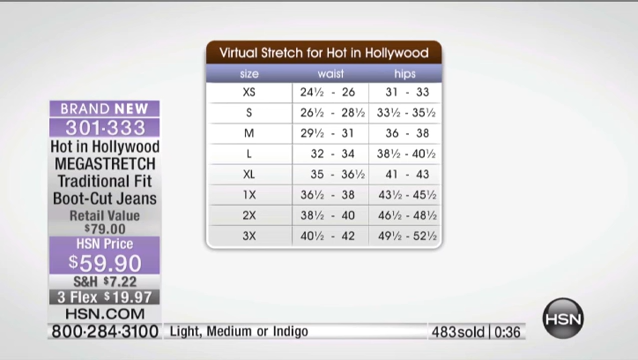 Virtual Stretch for Hot in Hollywood
size waist hips
XS 24½ - 26 31 - 33
S 26½ - 28½ 33½ - 35½
M 29½ - 31 36 - 38
L 32 - 34 38½ - 40½
XL 35 - 36½ 41 - 43
1X 36½ - 38 43½ - 45½
2X 38½ - 40 46½ - 48½
3X 40½ - 42 49½ - 52½
BRAND NEW
301-333
Hot in Hollywood
MEGASTRETCH
Traditional Fit
Boot-Cut Jeans
Retail Value
$79.00
HSN Price
$59.90
S&H $7.22
3 Flex $19.97
HSN.COM
800-284-3100 Light, Medium or Indigo 483sold | 0:36
HSN